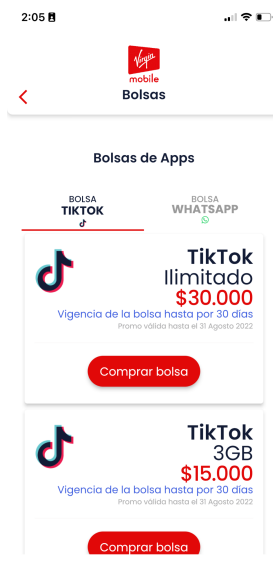 2:05
Virgin
mobile
Bolsas
Bolsas de Apps
BOLSA
TIKTOK
BOLSA
WHATSAPP
TikTok
Ilimitado
$30.000
Vigencia de la bolsa hasta por 30 días
Promo válida hasta el 31 Agosto 2022
Comprar bolsa
TikTok
3GB
$15.000
Vigencia de la bolsa hasta por 30 días
Promo válida hasta el 31 Agosto 2022
Comprar bolsa